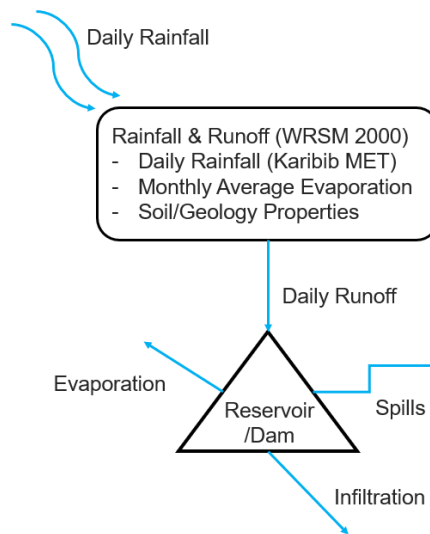 Daily Rainfall
Rainfall & Runoff (WRSM 2000)
- Daily Rainfall (Karibib MET)
- Monthly Average Evaporation
- Soil/Geology Properties
Daily Runoff
Evaporation
Reservoir
/Dam
Spills
Infiltration